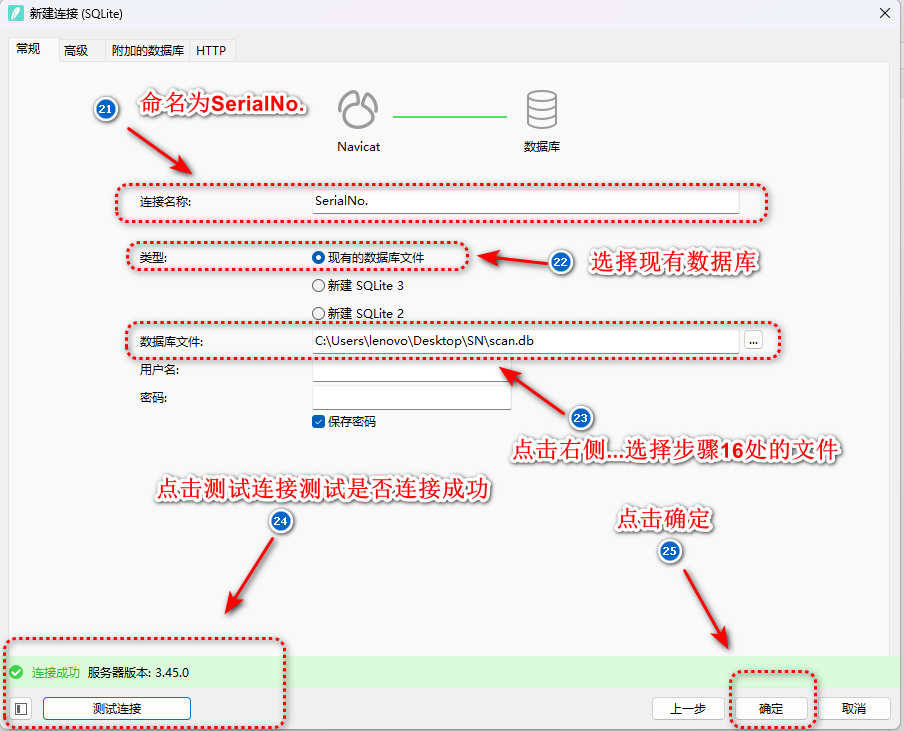 新建连接 (SQLite)
常规 高级 附加的数据库 HTTP
21 命名为SerialNo.
Navicat 数据库
连接名称: SerialNo.
类型: 现有的数据库文件
22 选择现有数据库
新建 SQLite 3
新建 SQLite 2
数据库文件: C:\Users\lenovo\Desktop\SN\scan.db ...
用户名:
密码:
保存密码
23
点击右侧...选择步骤16处的文件
点击测试连接测试是否连接成功
24
点击确定
25
连接成功 服务器版本: 3.45.0
测试连接 上一步 确定 取消